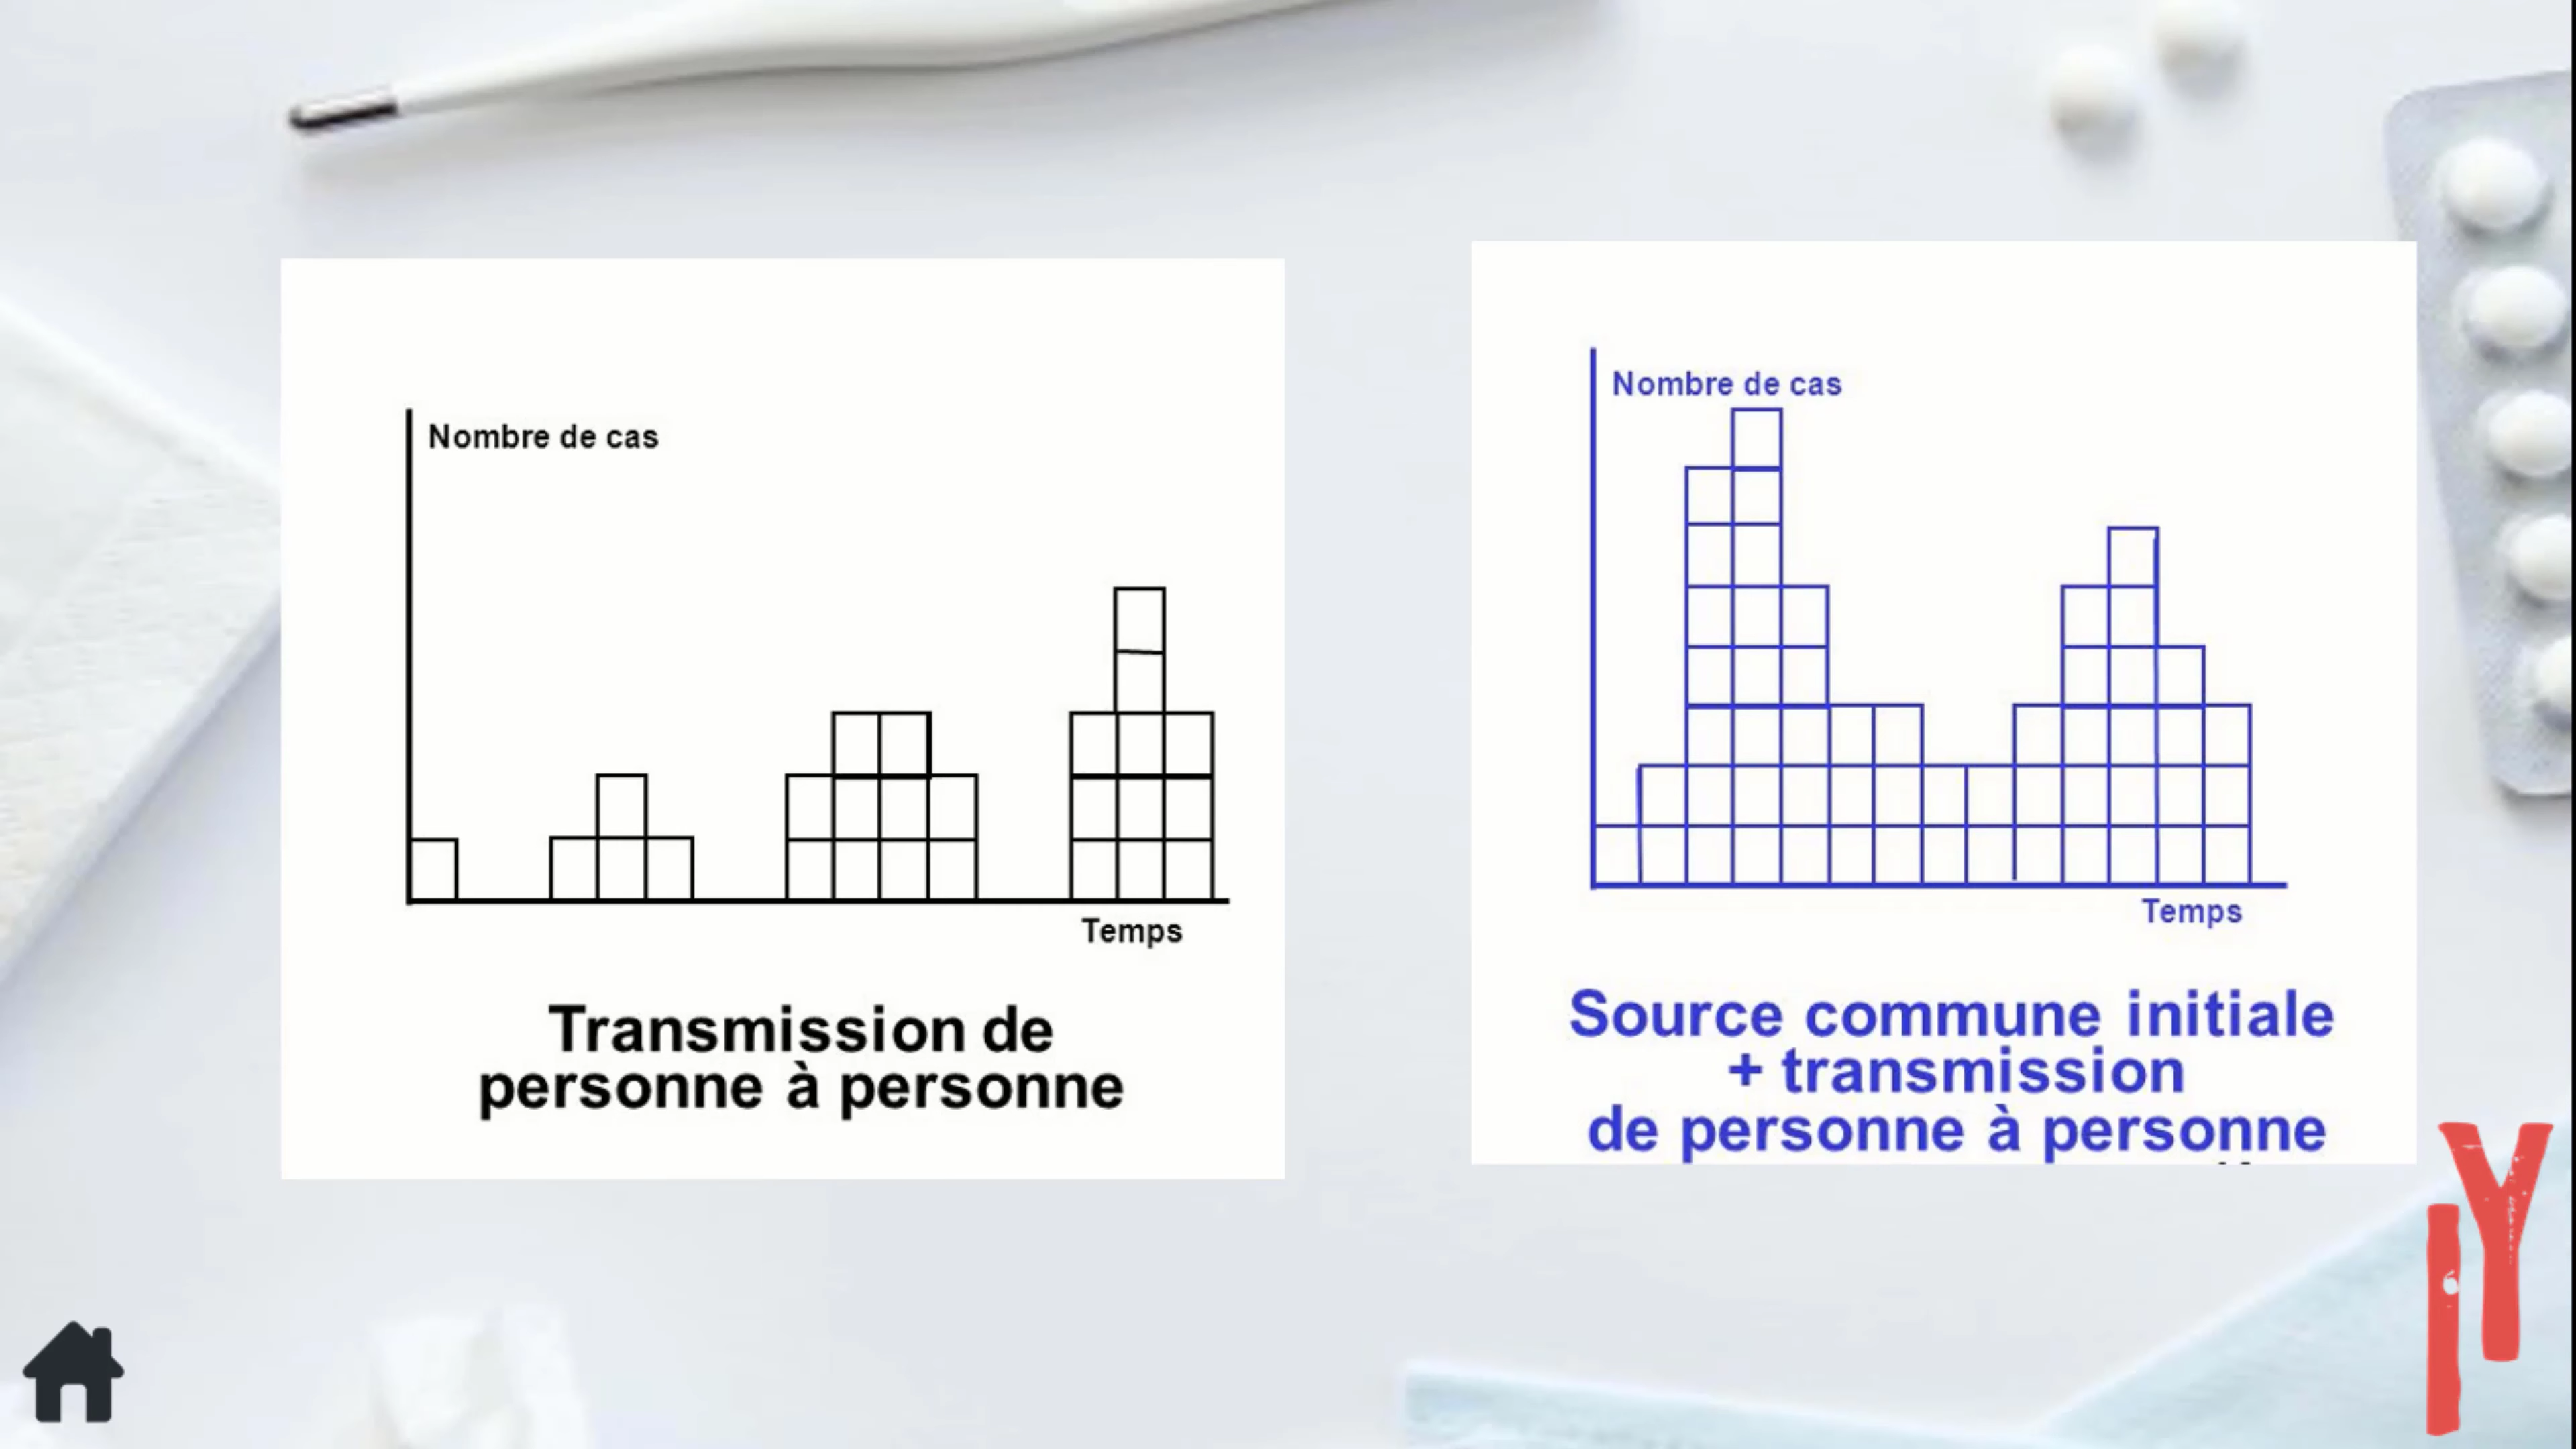 Nombre de cas
Temps
Transmission de
personne à personne
Nombre de cas
Temps
Source commune initiale
+ transmission
de personne à personne